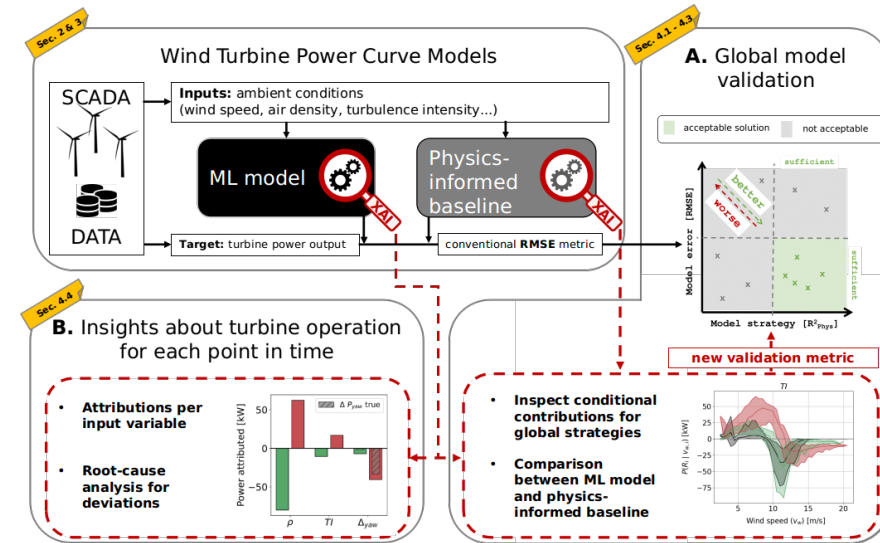 Sec. 2 & 3
Wind Turbine Power Curve Models
SCADA
DATA
Inputs: ambient conditions
(wind speed, air density, turbulence intensity...)
ML model
XAI
Physics-
informed
baseline
XAI
Target: turbine power output
conventional RMSE metric
Sec. 4.1 - 4.3
A. Global model
validation
acceptable solution
not acceptable
sufficient
better
worse
sufficient
Model error [RMSE]
Model strategy [R²Phys]
new validation metric
Sec. 4.4
B. Insights about turbine operation
for each point in time
• Attributions per
input variable
• Root-cause
analysis for
deviations
Power attributed [kW]
50
0
−50
Δ Pyaw true
ρ
TI
Δyaw
• Inspect conditional
contributions for
global strategies
• Comparison
between ML model
and physics-
informed baseline
TI
P(Ri | vw,i) [kW]
50
25
0
−25
−50
−75
5
10
15
20
Wind speed (vw) [m/s]